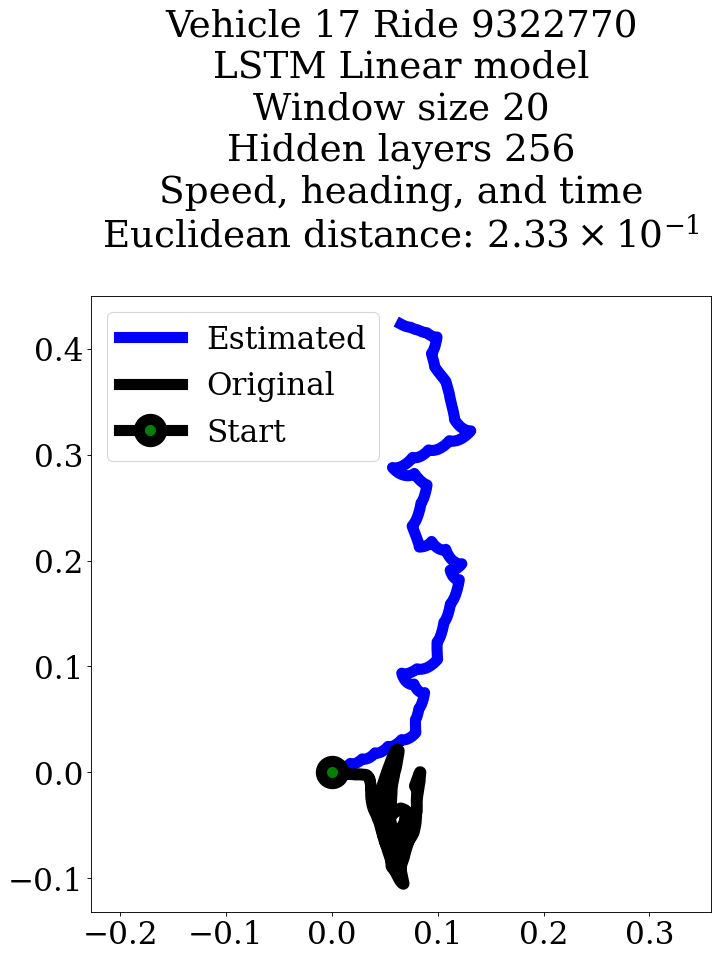 Vehicle 17 Ride 9322770
LSTM Linear model
Window size 20
Hidden layers 256
Speed, heading, and time
Euclidean distance: 2.33 × 10⁻¹
Estimated
Original
Start
0.4
0.3
0.2
0.1
0.0
−0.1
−0.2 −0.1 0.0 0.1 0.2 0.3